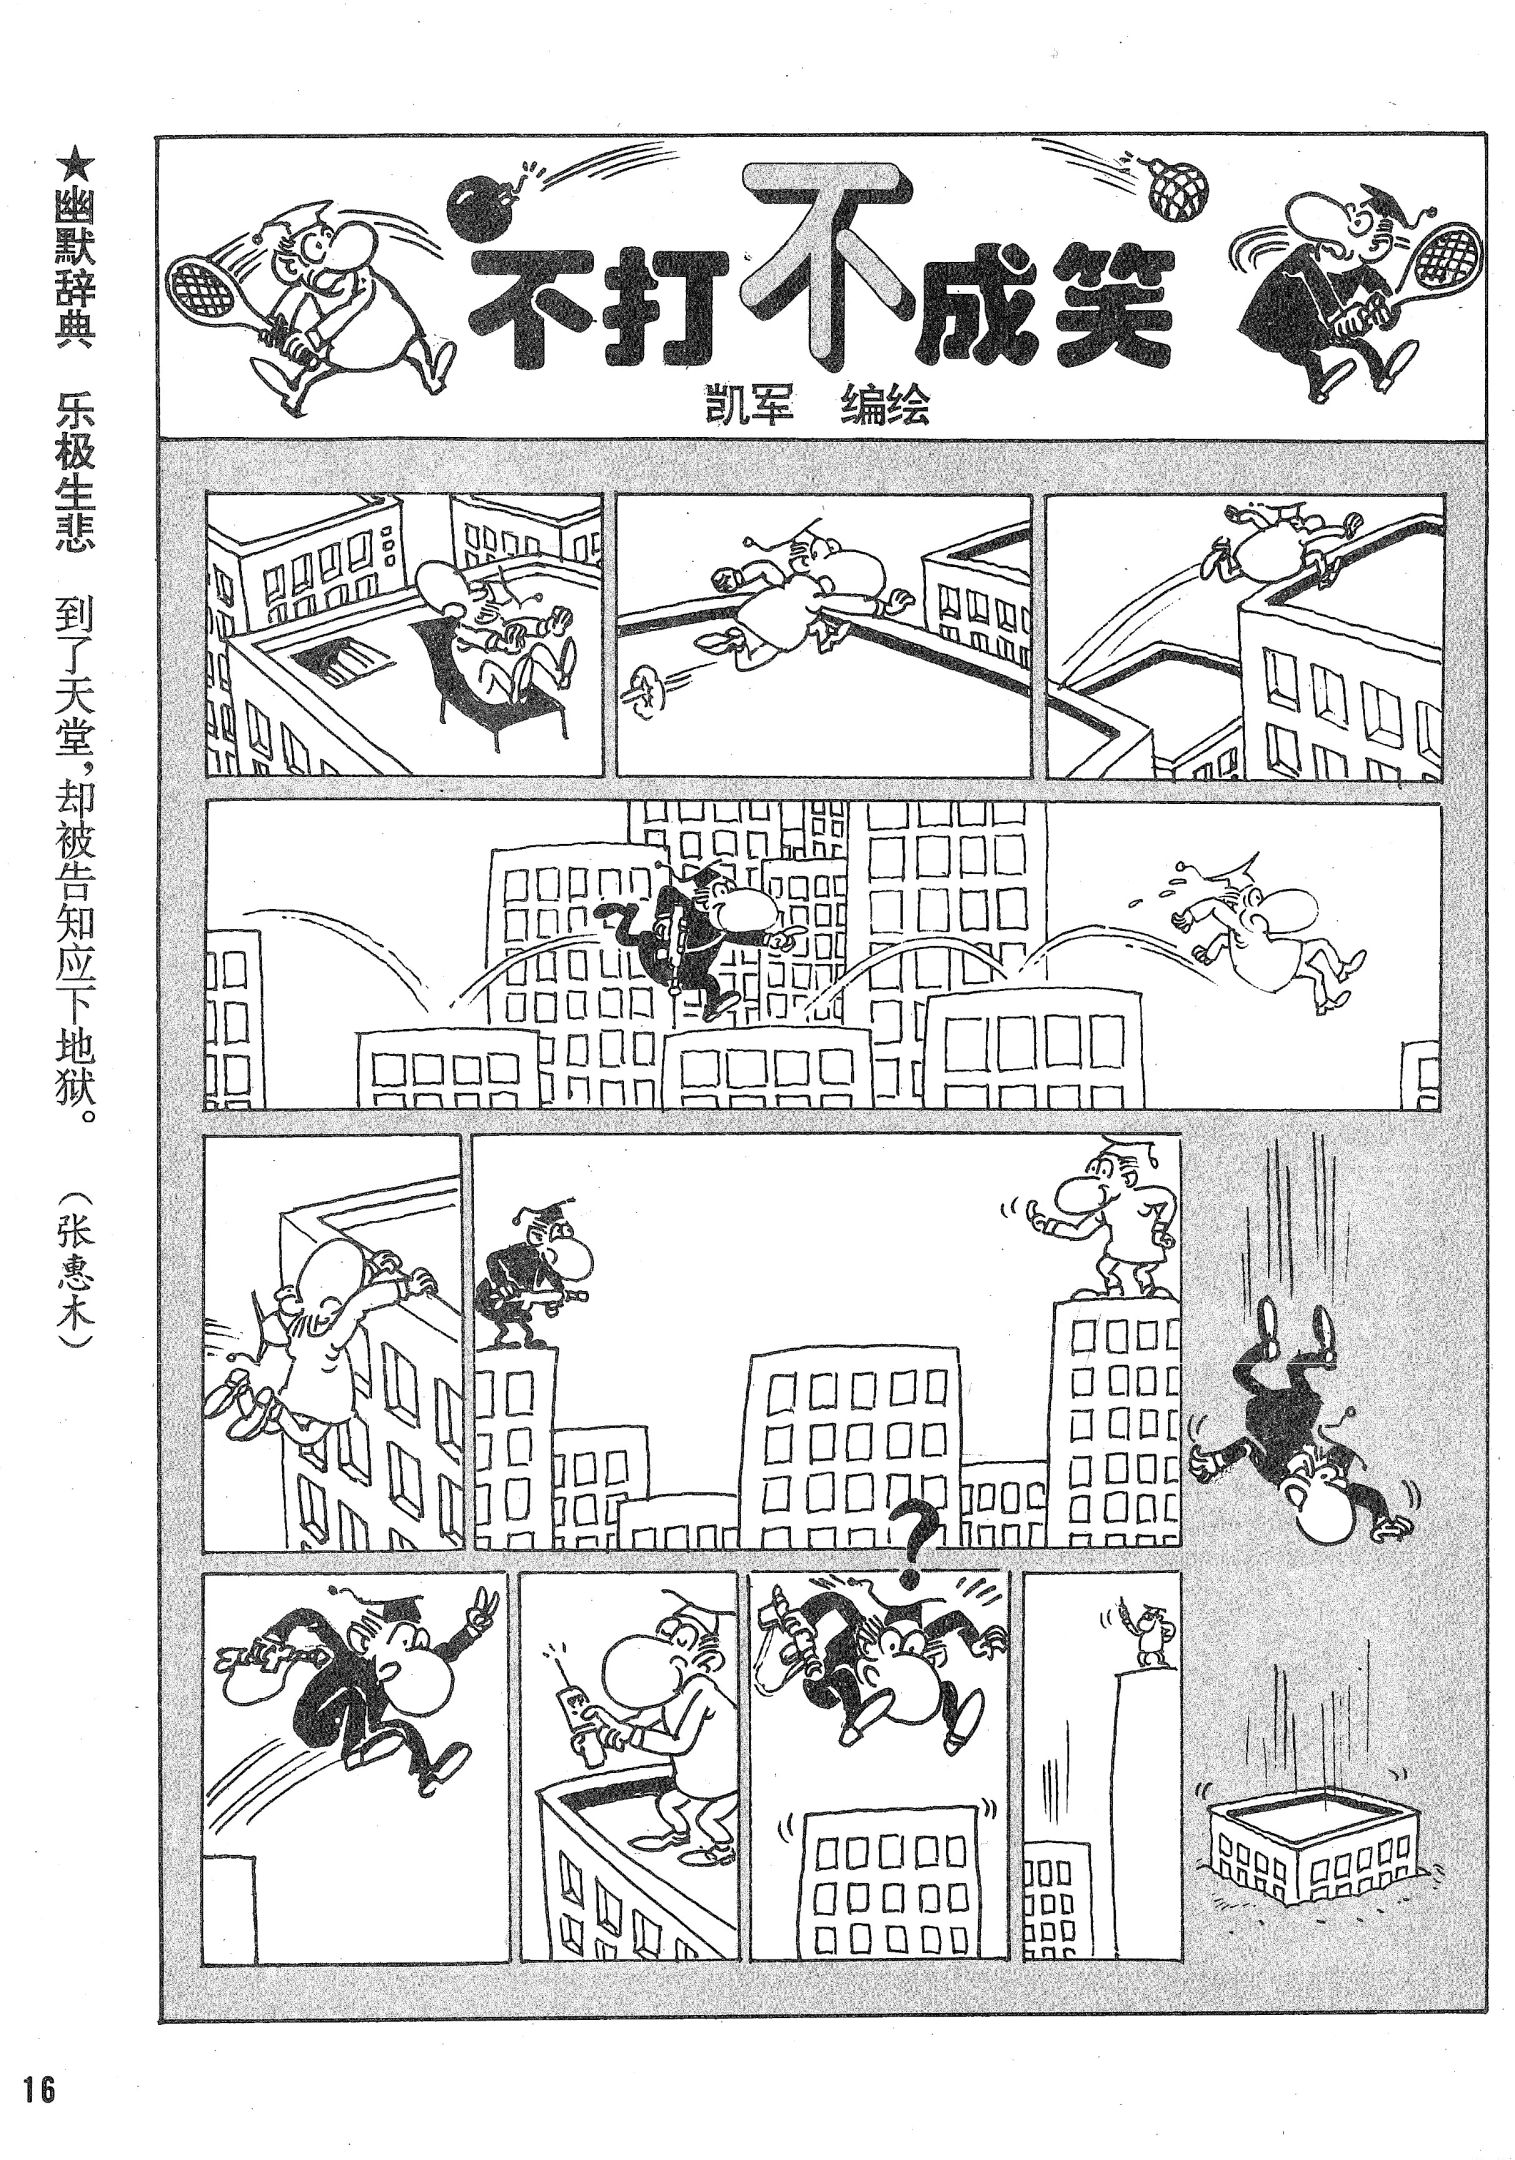 不打不成笑
凯军 编绘
★幽默辞典 乐极生悲 到了天堂，却被告知应下地狱。 （张惠木）
?
16